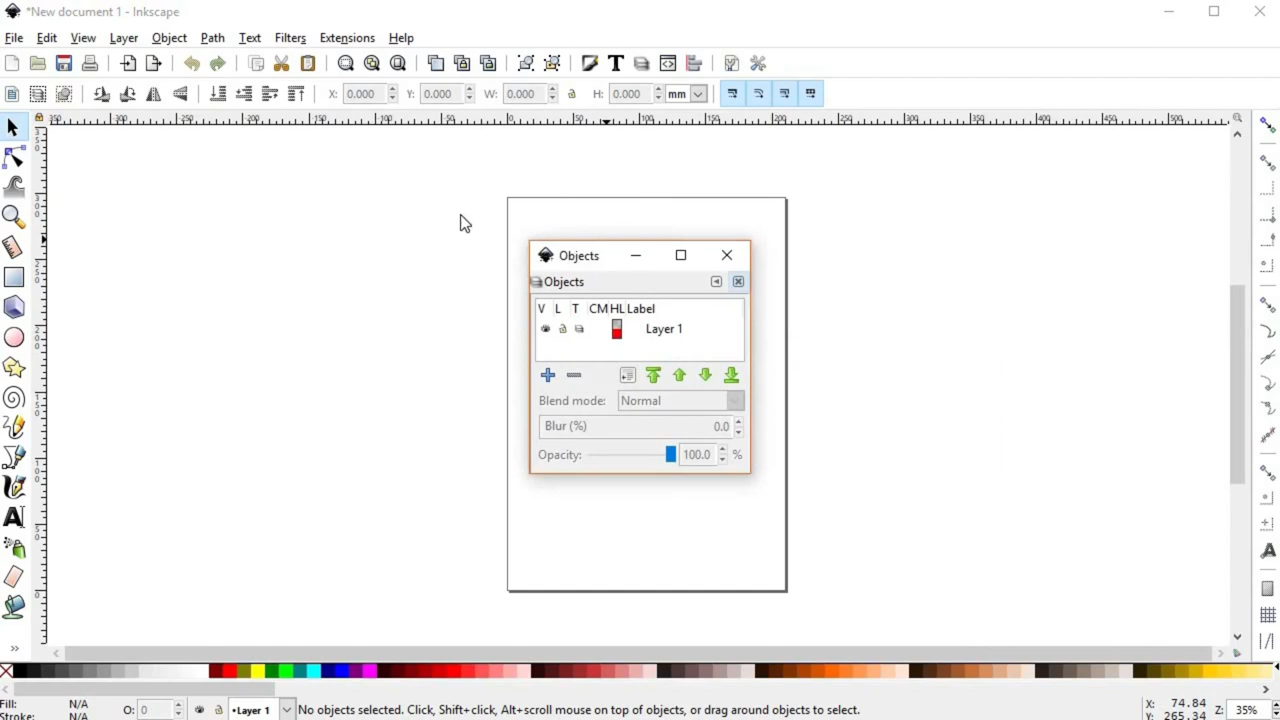 *New document 1 - Inkscape
File Edit View Layer Object Path Text Filters Extensions Help
X: 0.000 Y: 0.000 W: 0.000 H: 0.000 mm
Objects
Objects
V L T CM HL Label
Layer 1
Blend mode: Normal
Blur (%) 0.0
Opacity: 100.0 %
Fill: N/A
Stroke: N/A
O: 0
•Layer 1
No objects selected. Click, Shift+click, Alt+scroll mouse on top of objects, or drag around objects to select.
X: 74.84
Y: 265.34
Z: 35%